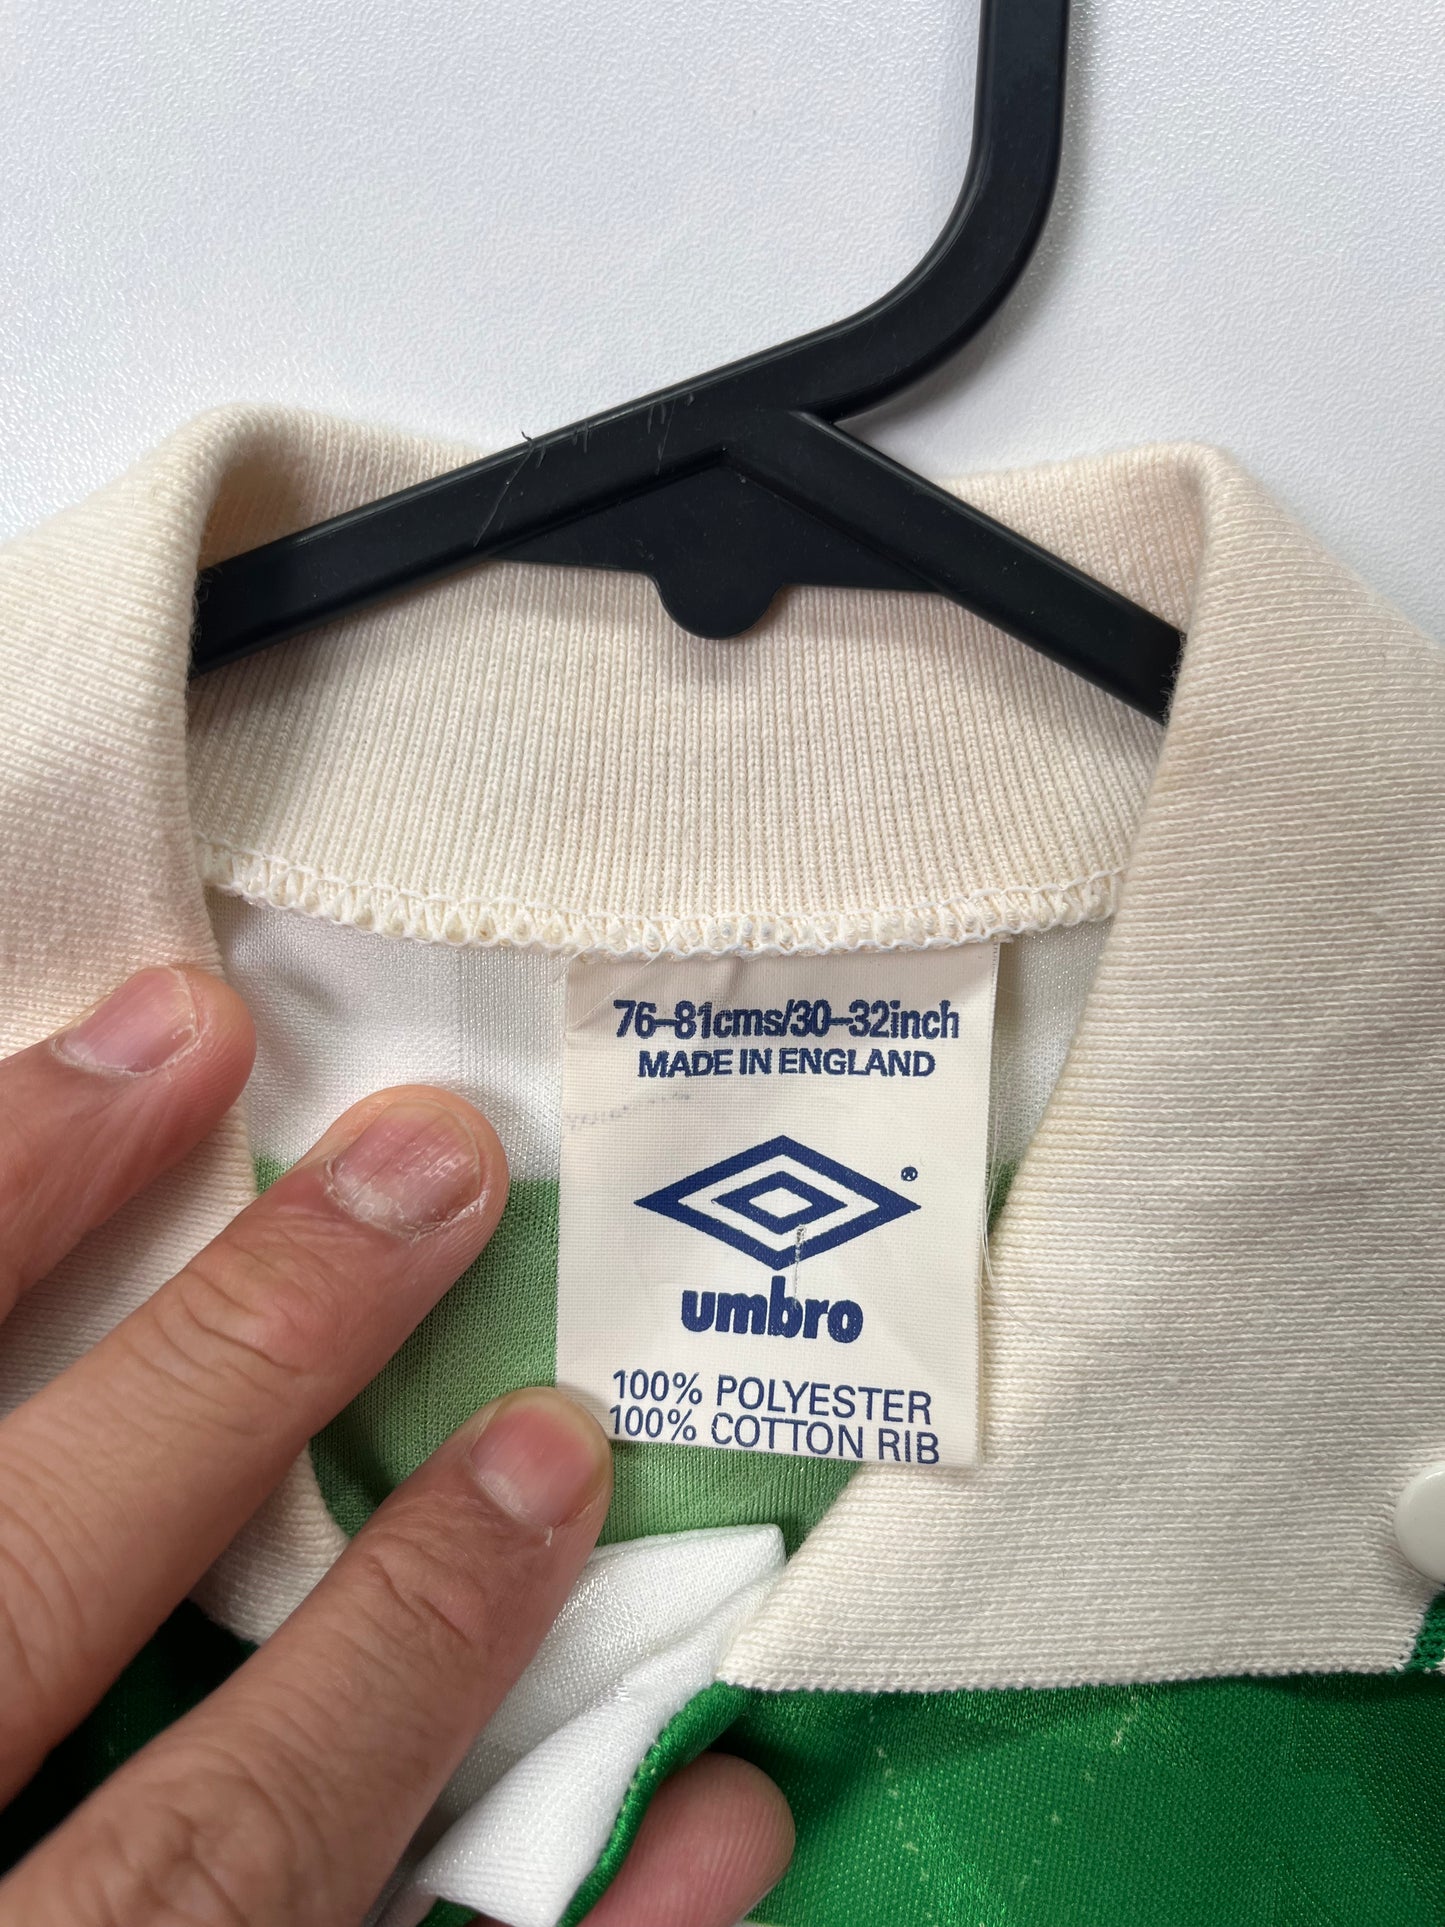 76-81cms/30-32inch
MADE IN ENGLAND
®
umbro
100% POLYESTER
100% COTTON RIB